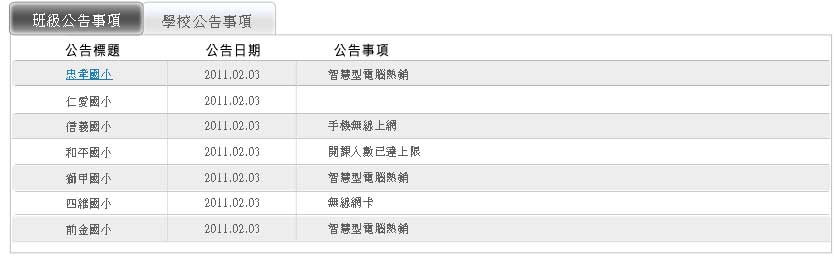 班級公告事項 學校公告事項
公告標題 公告日期 公告事項
忠孝國小 2011.02.03 智慧型電腦熱銷
仁愛國小 2011.02.03
信義國小 2011.02.03 手機無線上網
和平國小 2011.02.03 開課人數已達上限
獅甲國小 2011.02.03 智慧型電腦熱銷
四維國小 2011.02.03 無線網卡
前金國小 2011.02.03 智慧型電腦熱銷